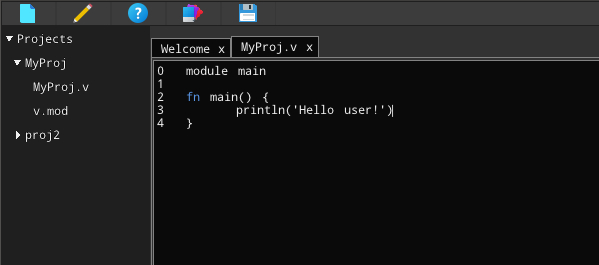 ?
Projects
MyProj
MyProj.v
v.mod
proj2
Welcome x
MyProj.v x
0 module main
1
2 fn main() {
3 println('Hello user!')
4 }